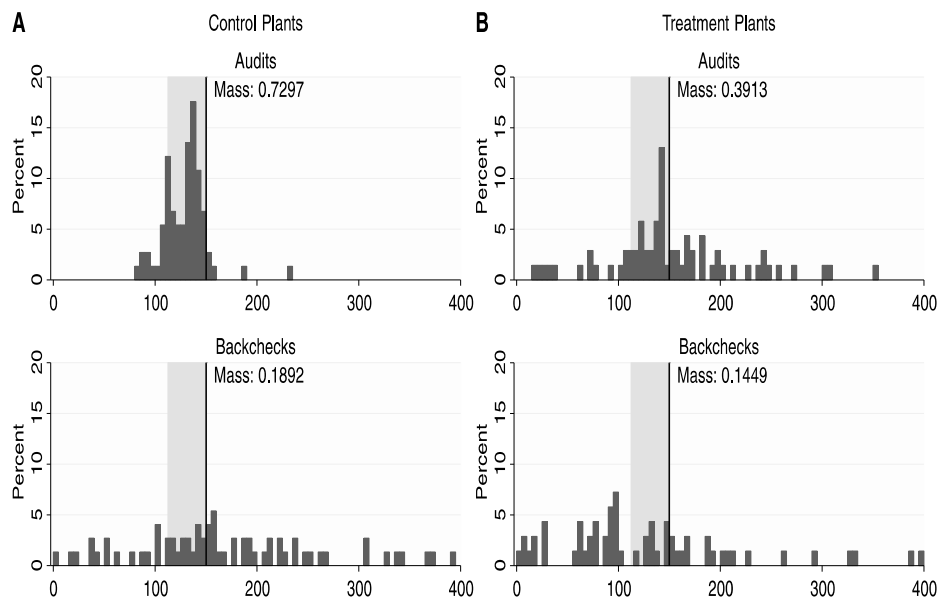 A Control Plants
Audits
Mass: 0.7297
Percent
20
15
10
5
0
0 100 200 300 400
Backchecks
Mass: 0.1892
Percent
20
15
10
5
0
0 100 200 300 400
B Treatment Plants
Audits
Mass: 0.3913
Percent
20
15
10
5
0
0 100 200 300 400
Backchecks
Mass: 0.1449
Percent
20
15
10
5
0
0 100 200 300 400